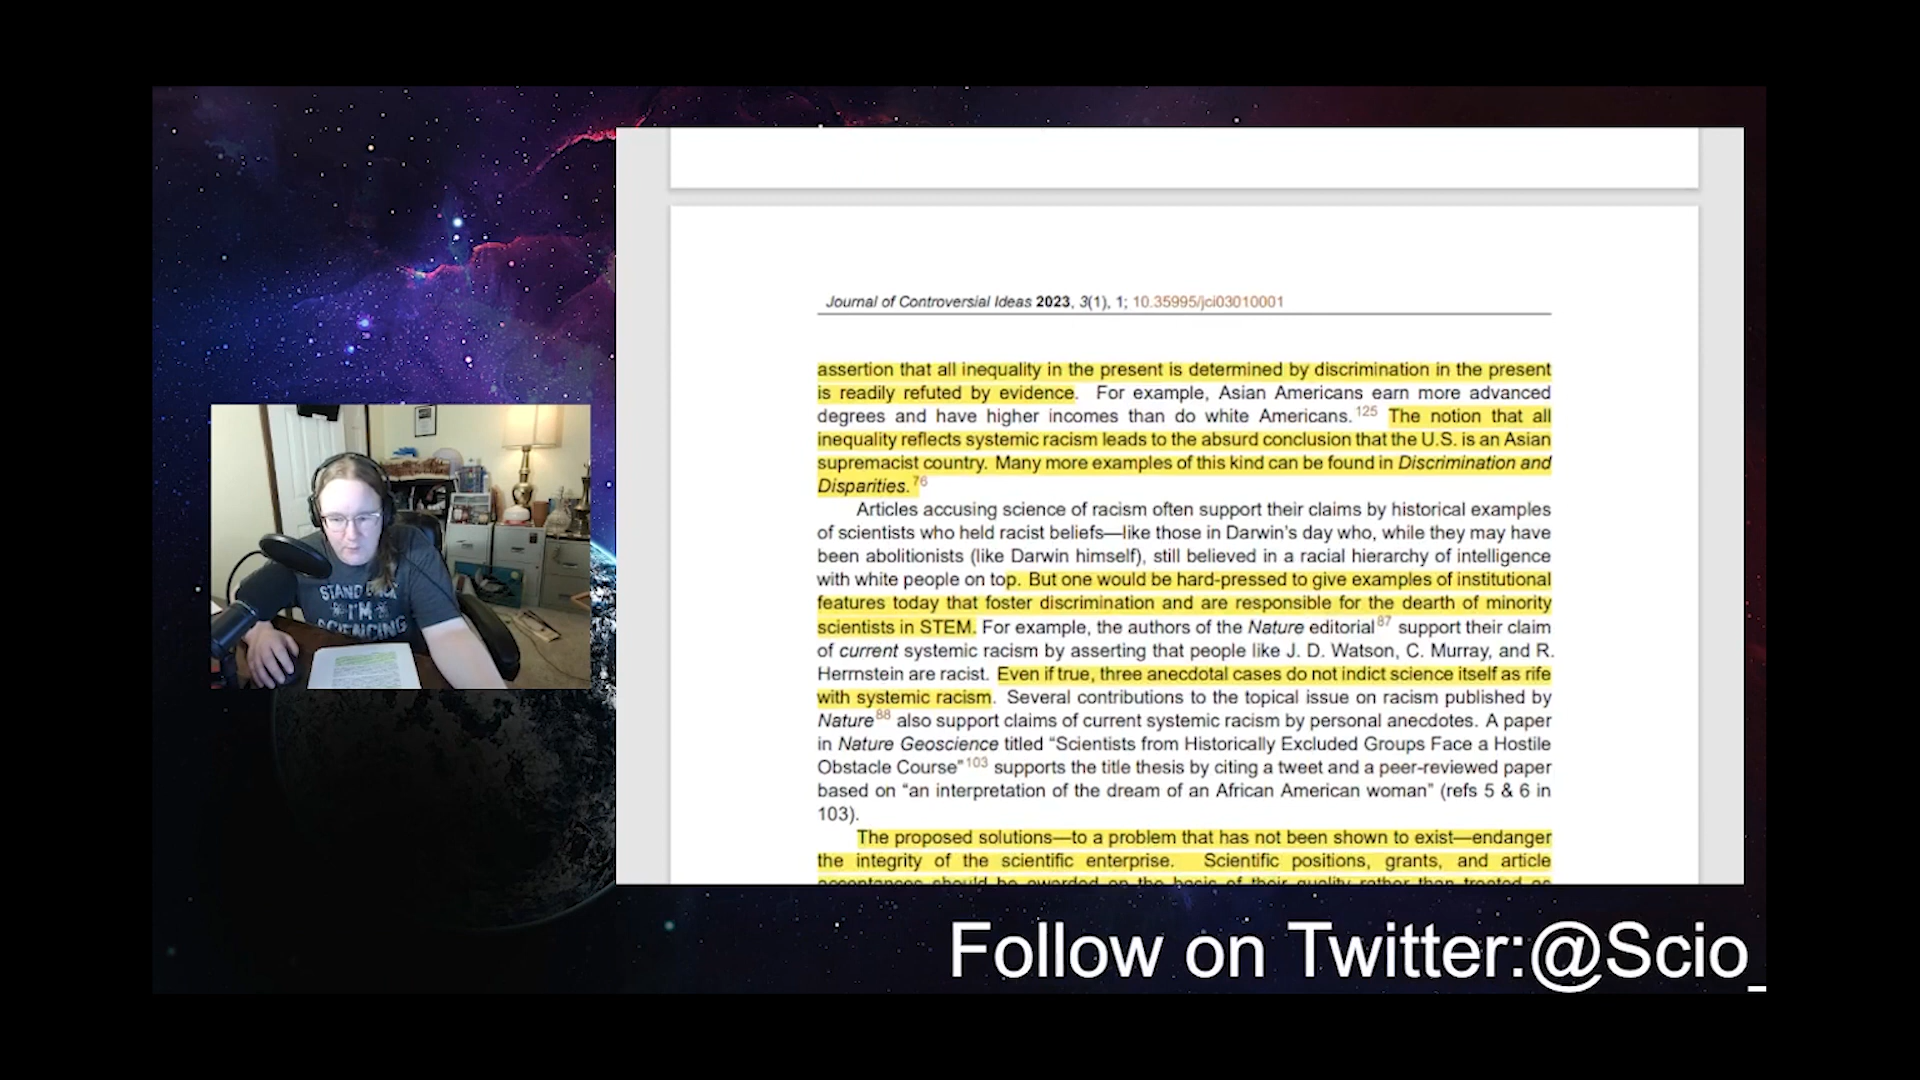 Journal of Controversial Ideas 2023, 3(1), 1; 10.35995/jci03010001
assertion that all inequality in the present is determined by discrimination in the present
is readily refuted by evidence. For example, Asian Americans earn more advanced
degrees and have higher incomes than do white Americans.125 The notion that all
inequality reflects systemic racism leads to the absurd conclusion that the U.S. is an Asian
supremacist country. Many more examples of this kind can be found in Discrimination and
Disparities.76
Articles accusing science of racism often support their claims by historical examples
of scientists who held racist beliefs—like those in Darwin's day who, while they may have
been abolitionists (like Darwin himself), still believed in a racial hierarchy of intelligence
with white people on top. But one would be hard-pressed to give examples of institutional
features today that foster discrimination and are responsible for the dearth of minority
scientists in STEM. For example, the authors of the Nature editorial87 support their claim
of current systemic racism by asserting that people like J. D. Watson, C. Murray, and R.
Herrnstein are racist. Even if true, three anecdotal cases do not indict science itself as rife
with systemic racism. Several contributions to the topical issue on racism published by
Nature88 also support claims of current systemic racism by personal anecdotes. A paper
in Nature Geoscience titled “Scientists from Historically Excluded Groups Face a Hostile
Obstacle Course”103 supports the title thesis by citing a tweet and a peer-reviewed paper
based on “an interpretation of the dream of an African American woman” (refs 5 & 6 in
103).
The proposed solutions—to a problem that has not been shown to exist—endanger
the integrity of the scientific enterprise. Scientific positions, grants, and article
acceptances should be awarded on the basis of their quality rather than treated as
STAND BACK
I'M
SCIENCING
Follow on Twitter:@Scio_